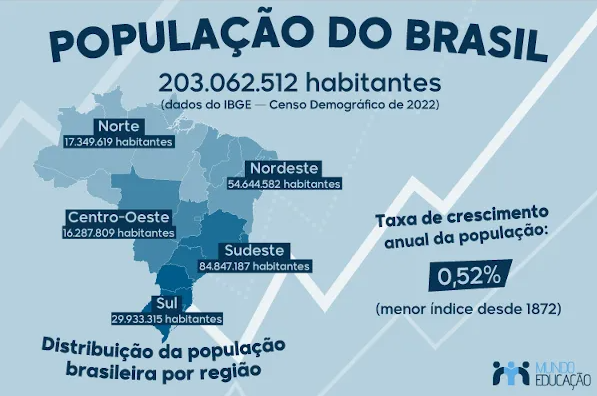 POPULAÇÃO DO BRASIL
203.062.512 habitantes
(dados do IBGE — Censo Demográfico de 2022)
Norte
17.349.619 habitantes
Nordeste
54.644.582 habitantes
Centro-Oeste
16.287.809 habitantes
Sudeste
84.847.187 habitantes
Sul
29.933.315 habitantes
Distribuição da população
brasileira por região
Taxa de crescimento
anual da população:
0,52%
(menor índice desde 1872)
MUNDO
EDUCAÇÃO